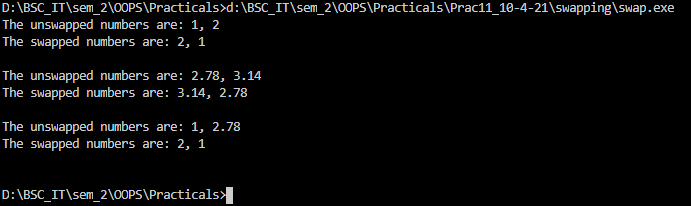 D:\BSC_IT\sem_2\OOPS\Practicals>d:\BSC_IT\sem_2\OOPS\Practicals\Prac11_10-4-21\swapping\swap.exe
The unswapped numbers are: 1, 2
The swapped numbers are: 2, 1
The unswapped numbers are: 2.78, 3.14
The swapped numbers are: 3.14, 2.78
The unswapped numbers are: 1, 2.78
The swapped numbers are: 2, 1
D:\BSC_IT\sem_2\OOPS\Practicals>